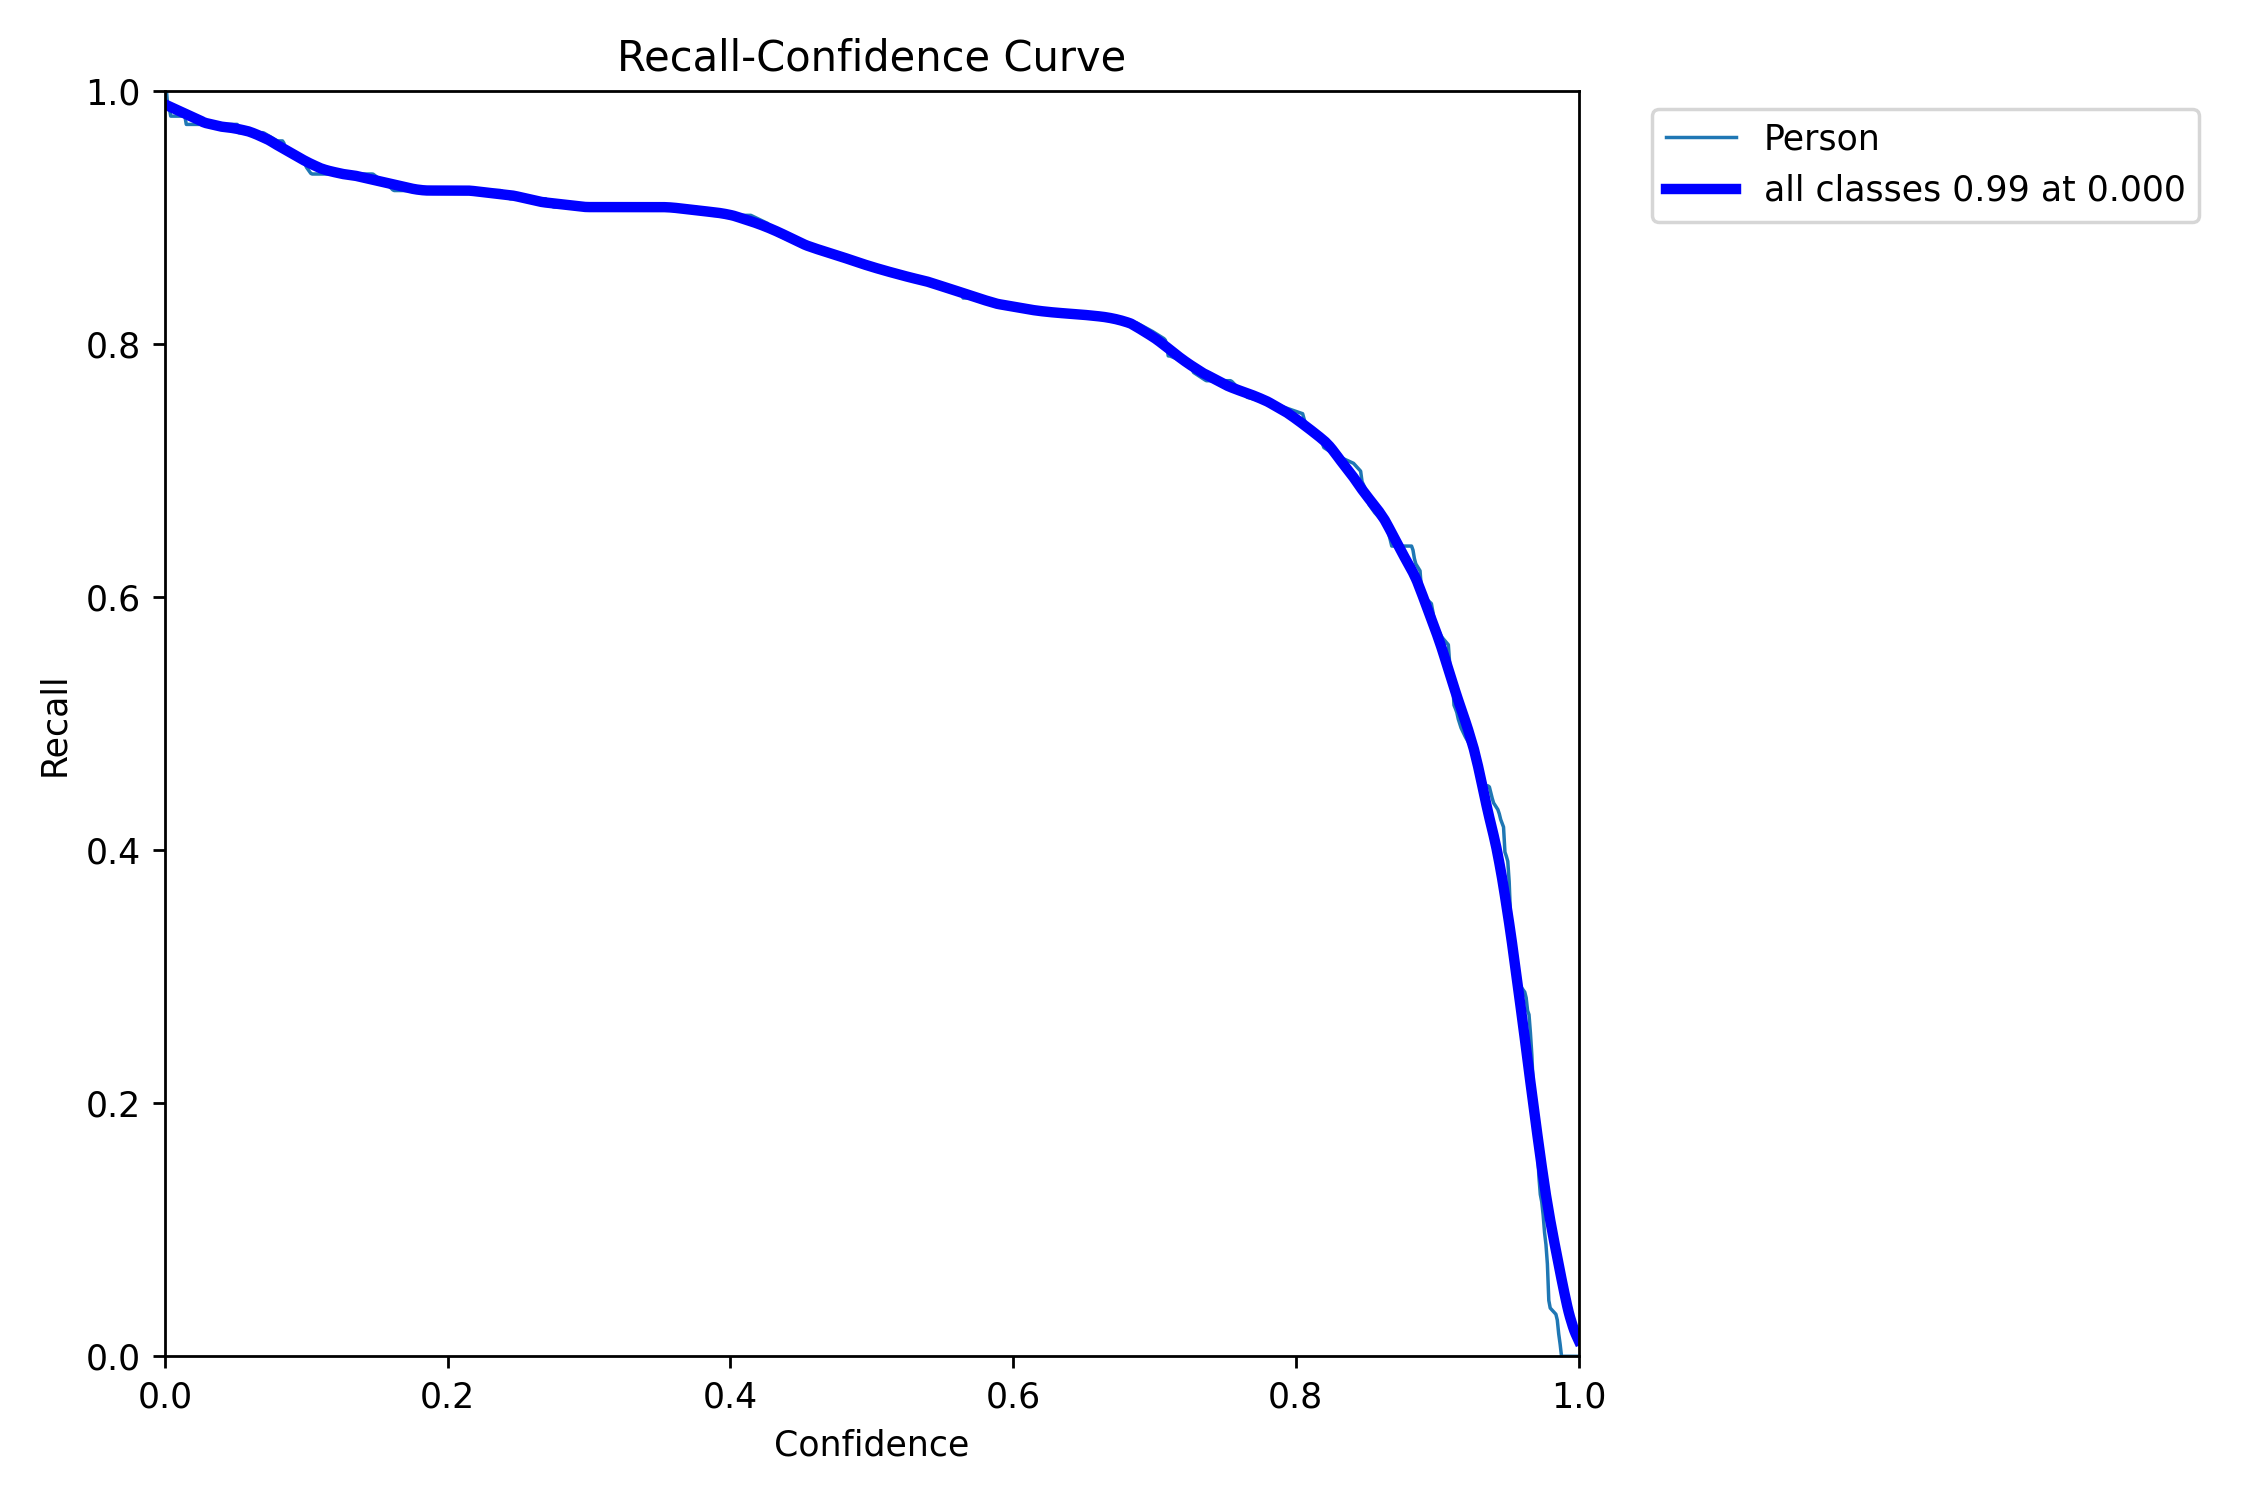 Recall-Confidence Curve
Person
all classes 0.99 at 0.000
1.0
0.8
0.6
0.4
0.2
0.0
Recall
0.0 0.2 0.4 0.6 0.8 1.0
Confidence